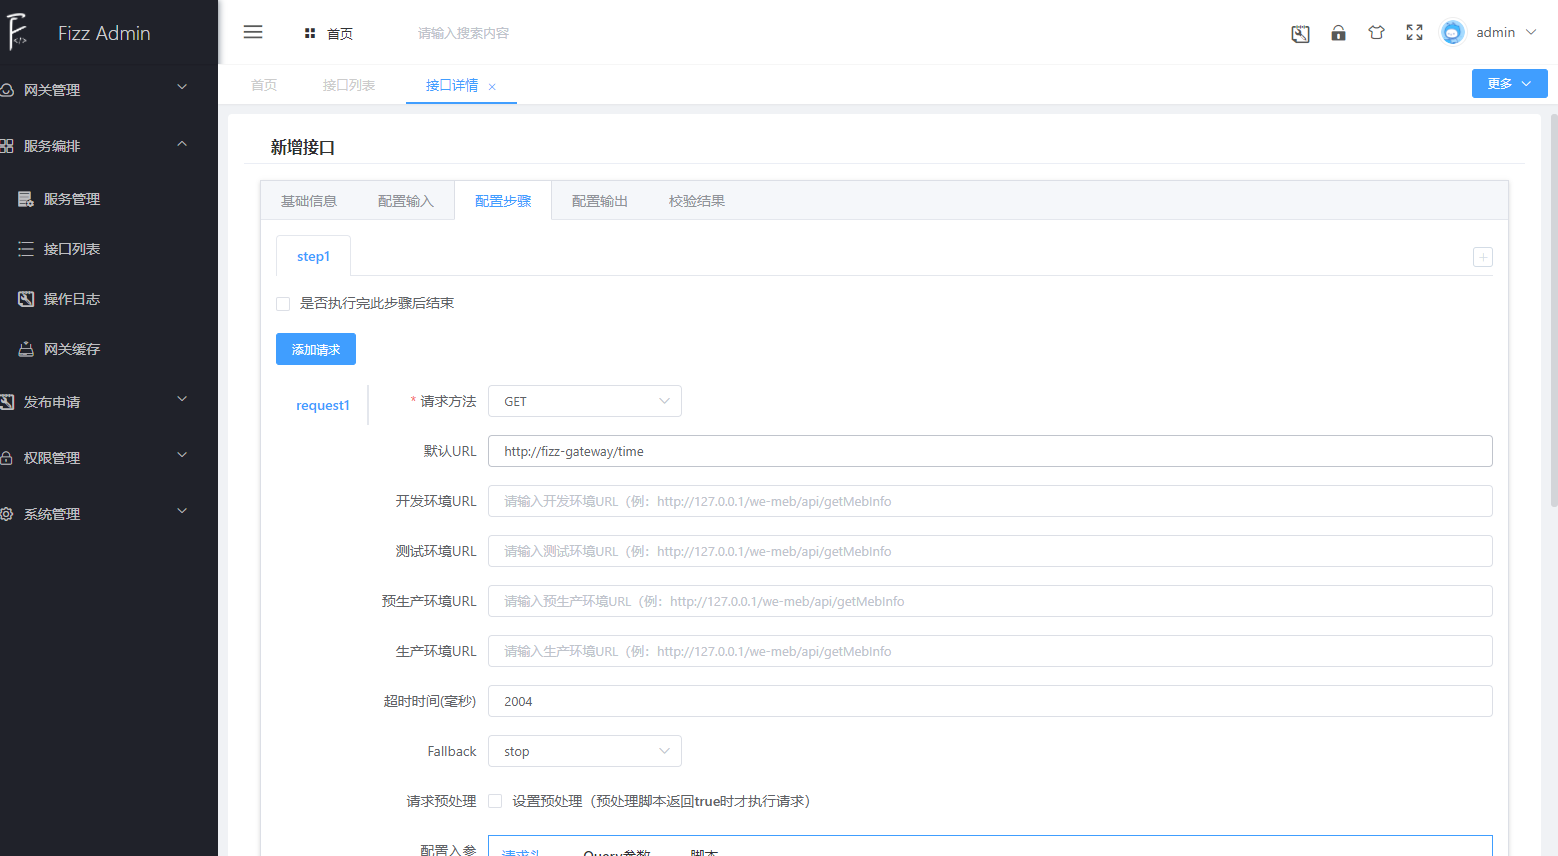 Fizz Admin
首页
请输入搜索内容
admin
首页
接口列表
接口详情 ×
更多
网关管理
服务编排
服务管理
接口列表
操作日志
网关缓存
发布申请
权限管理
系统管理
新增接口
基础信息
配置输入
配置步骤
配置输出
校验结果
step1
是否执行完此步骤后结束
添加请求
request1
* 请求方法
GET
默认URL
http://fizz-gateway/time
开发环境URL
请输入开发环境URL（例：http://127.0.0.1/we-meb/api/getMebInfo
测试环境URL
请输入测试环境URL（例：http://127.0.0.1/we-meb/api/getMebInfo
预生产环境URL
请输入预生产环境URL（例：http://127.0.0.1/we-meb/api/getMebInfo
生产环境URL
请输入生产环境URL（例：http://127.0.0.1/we-meb/api/getMebInfo
超时时间(毫秒)
2004
Fallback
stop
请求预处理
设置预处理（预处理脚本返回true时才执行请求）
配置入参
请求头
Query参数
脚本